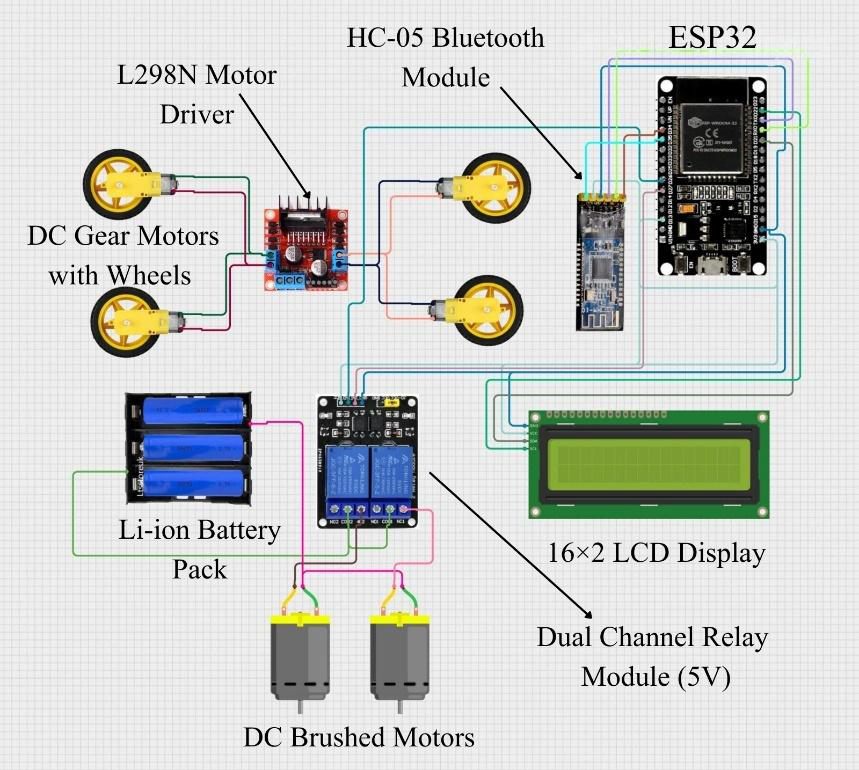 HC-05 Bluetooth
Module
ESP32
L298N Motor
Driver
DC Gear Motors
with Wheels
Li-ion Battery
Pack
16×2 LCD Display
Dual Channel Relay
Module (5V)
DC Brushed Motors